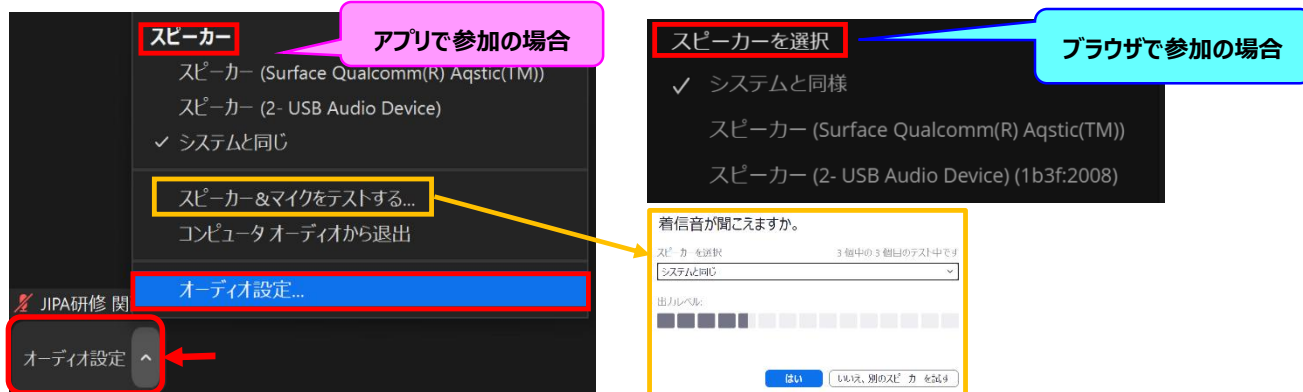 スピーカー
アプリで参加の場合
スピーカー (Surface Qualcomm(R) Aqstic(TM))
スピーカー (2- USB Audio Device)
✓ システムと同じ
スピーカー&マイクをテストする...
コンピュータ オーディオから退出
オーディオ設定...
JIPA研修 関
オーディオ設定
スピーカーを選択
ブラウザで参加の場合
✓ システムと同様
スピーカー (Surface Qualcomm(R) Aqstic(TM))
スピーカー (2- USB Audio Device) (1b3f:2008)
着信音が聞こえますか。
スピーカーを選択
3 個中の 3 個目のテスト中です
システムと同じ
出力レベル:
はい
いいえ、別のスピーカーを試す